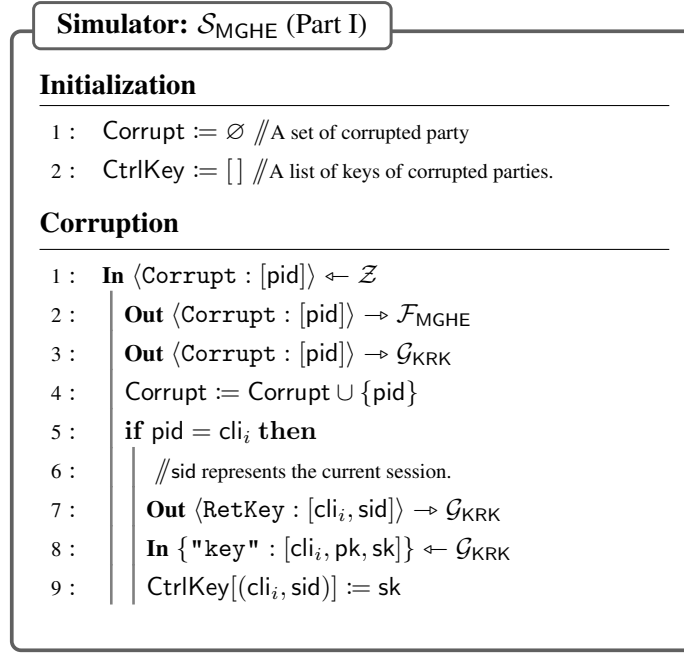 Simulator: 𝒮_MGHE (Part I)
Initialization
1 : Corrupt := ∅ //A set of corrupted party
2 : CtrlKey := [ ] //A list of keys of corrupted parties.
Corruption
1 : In ⟨Corrupt : [pid]⟩ ← 𝒵
2 : Out ⟨Corrupt : [pid]⟩ → ℱ_MGHE
3 : Out ⟨Corrupt : [pid]⟩ → 𝒢_KRK
4 : Corrupt := Corrupt ∪ {pid}
5 : if pid = cli_i then
6 : //sid represents the current session.
7 : Out ⟨RetKey : [cli_i, sid]⟩ → 𝒢_KRK
8 : In {"key" : [cli_i, pk, sk]} ← 𝒢_KRK
9 : CtrlKey[(cli_i, sid)] := sk